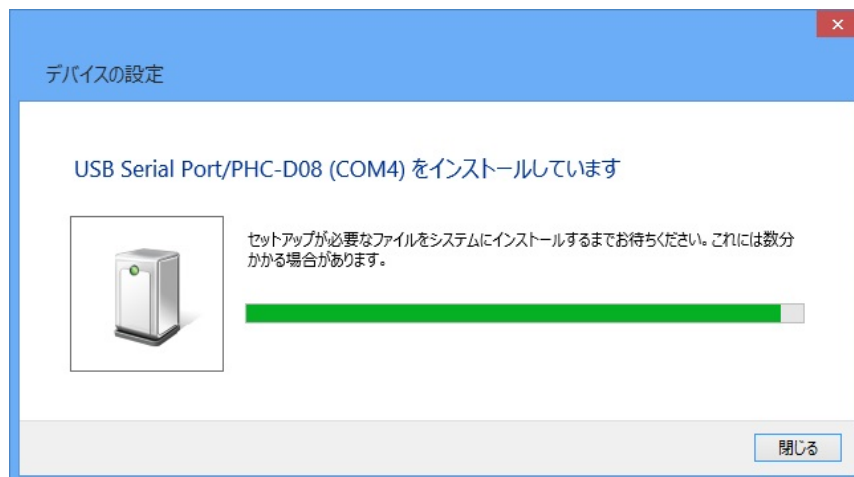 デバイスの設定
USB Serial Port/PHC-D08 (COM4) をインストールしています
セットアップが必要なファイルをシステムにインストールするまでお待ちください。これには数分
かかる場合があります。
閉じる